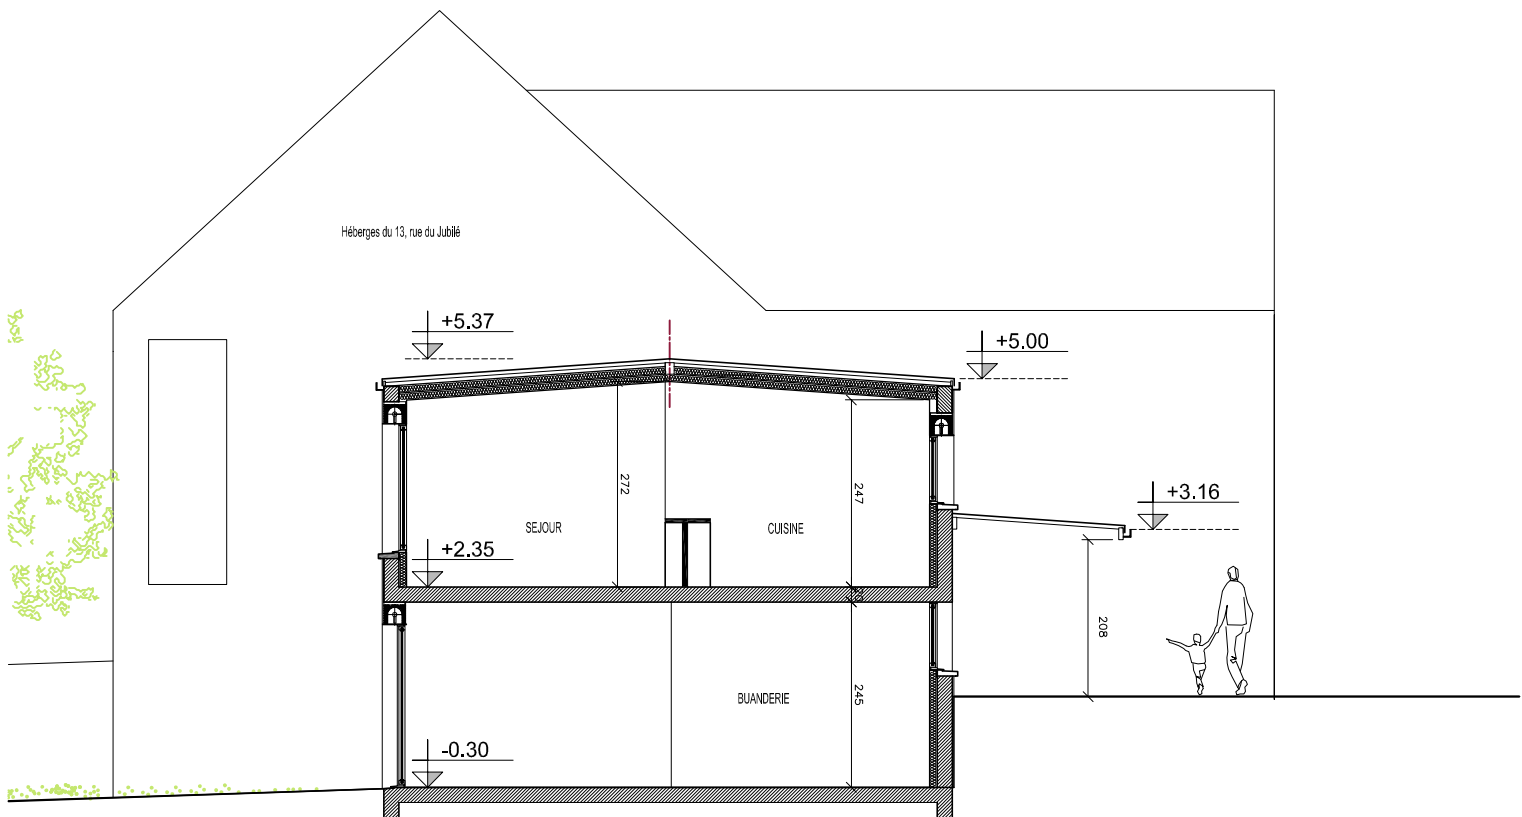 Héberges du 13, rue du Jubilé
+5.37
+5.00
272
247
+3.16
SEJOUR
CUISINE
+2.35
20
208
245
BUANDERIE
-0.30